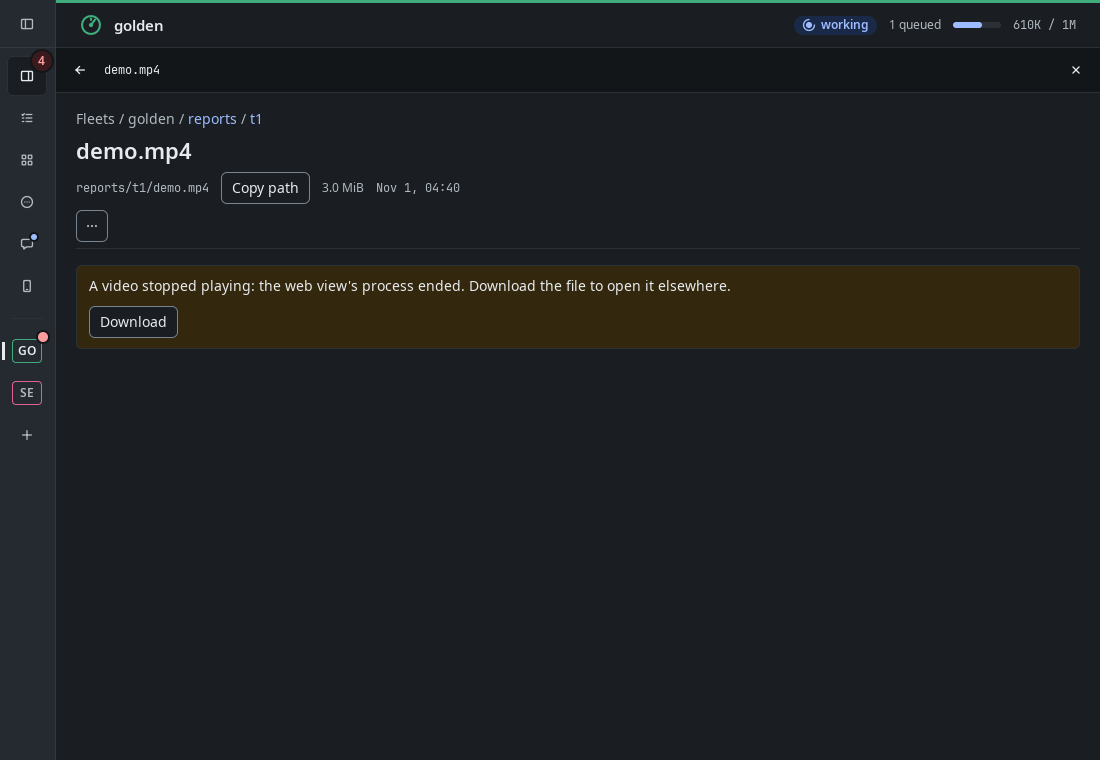 golden
working
1 queued
610K / 1M
4
demo.mp4
Fleets / golden / reports / t1
demo.mp4
reports/t1/demo.mp4
Copy path
3.0 MiB
Nov 1, 04:40
A video stopped playing: the web view's process ended. Download the file to open it elsewhere.
Download
GO
SE